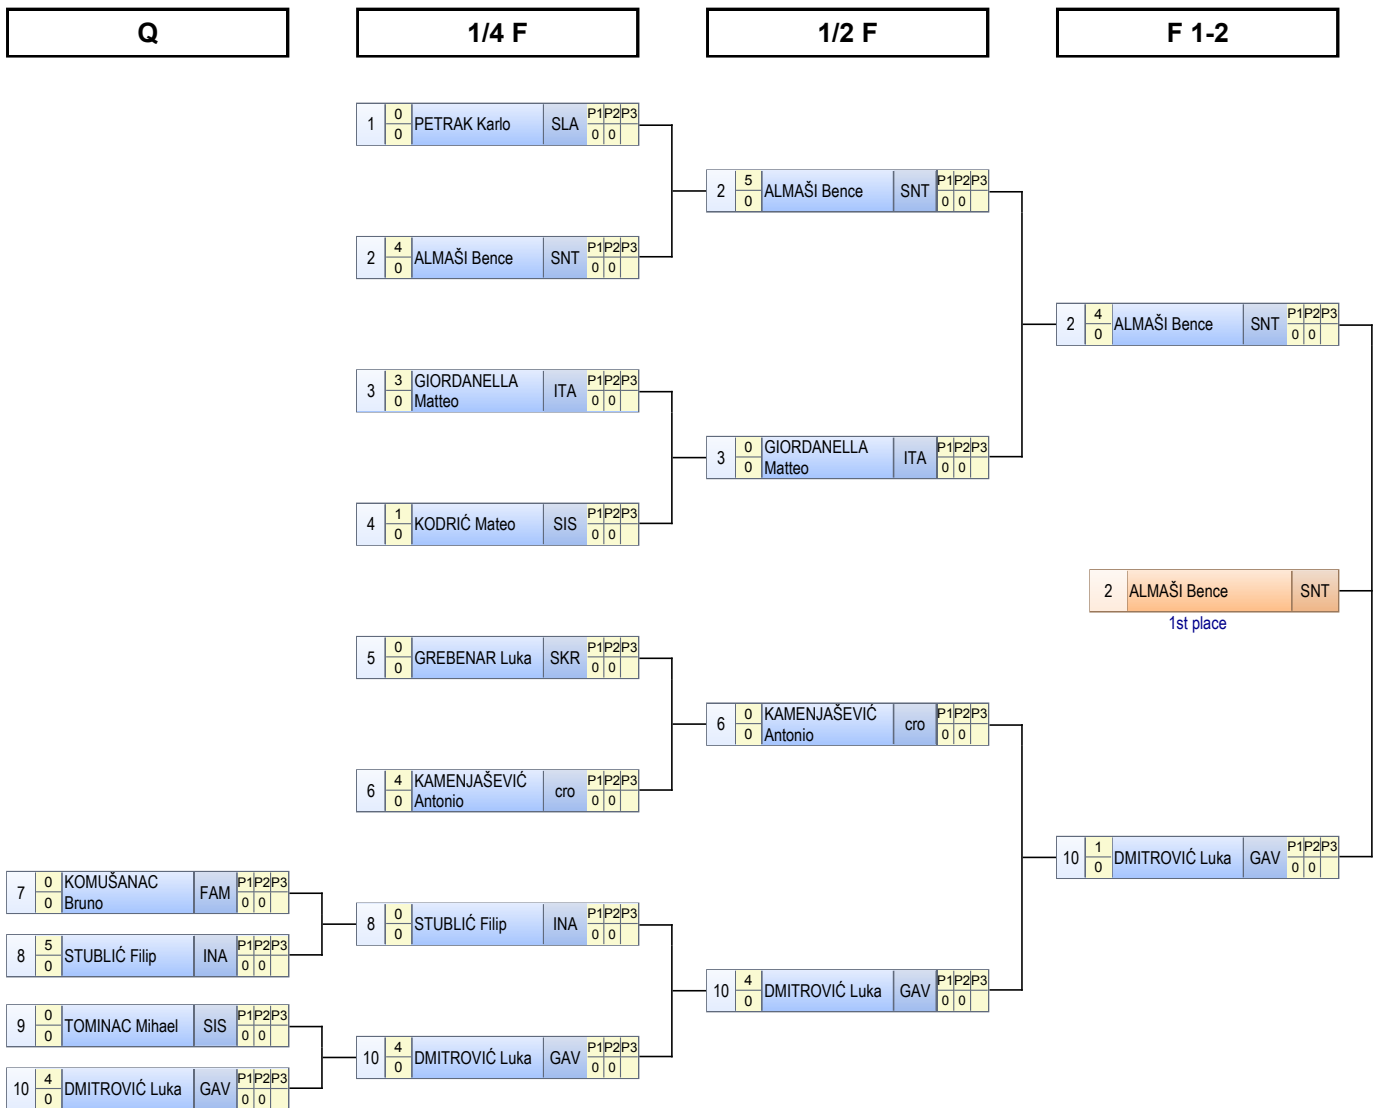 Q 1/4 F 1/2 F F 1-2
1 0 PETRAK Karlo SLA P1 P2 P3
0 0 0
2 5 ALMAŠI Bence SNT P1 P2 P3
0 0 0
2 4 ALMAŠI Bence SNT P1 P2 P3
0 0 0
2 4 ALMAŠI Bence SNT P1 P2 P3
0 0 0
3 3 GIORDANELLA ITA P1 P2 P3
0 Matteo 0 0
3 0 GIORDANELLA ITA P1 P2 P3
0 Matteo 0 0
4 1 KODRIĆ Mateo SIS P1 P2 P3
0 0 0
2 ALMAŠI Bence SNT
1st place
5 0 GREBENAR Luka SKR P1 P2 P3
0 0 0
6 0 KAMENJAŠEVIĆ cro P1 P2 P3
0 Antonio 0 0
6 4 KAMENJAŠEVIĆ cro P1 P2 P3
0 Antonio 0 0
10 1 DMITROVIĆ Luka GAV P1 P2 P3
0 0 0
7 0 KOMUŠANAC FAM P1 P2 P3
0 Bruno 0 0
8 0 STUBLIĆ Filip INA P1 P2 P3
0 0 0
8 5 STUBLIĆ Filip INA P1 P2 P3
0 0 0
10 4 DMITROVIĆ Luka GAV P1 P2 P3
0 0 0
9 0 TOMINAC Mihael SIS P1 P2 P3
0 0 0
10 4 DMITROVIĆ Luka GAV P1 P2 P3
0 0 0
10 4 DMITROVIĆ Luka GAV P1 P2 P3
0 0 0